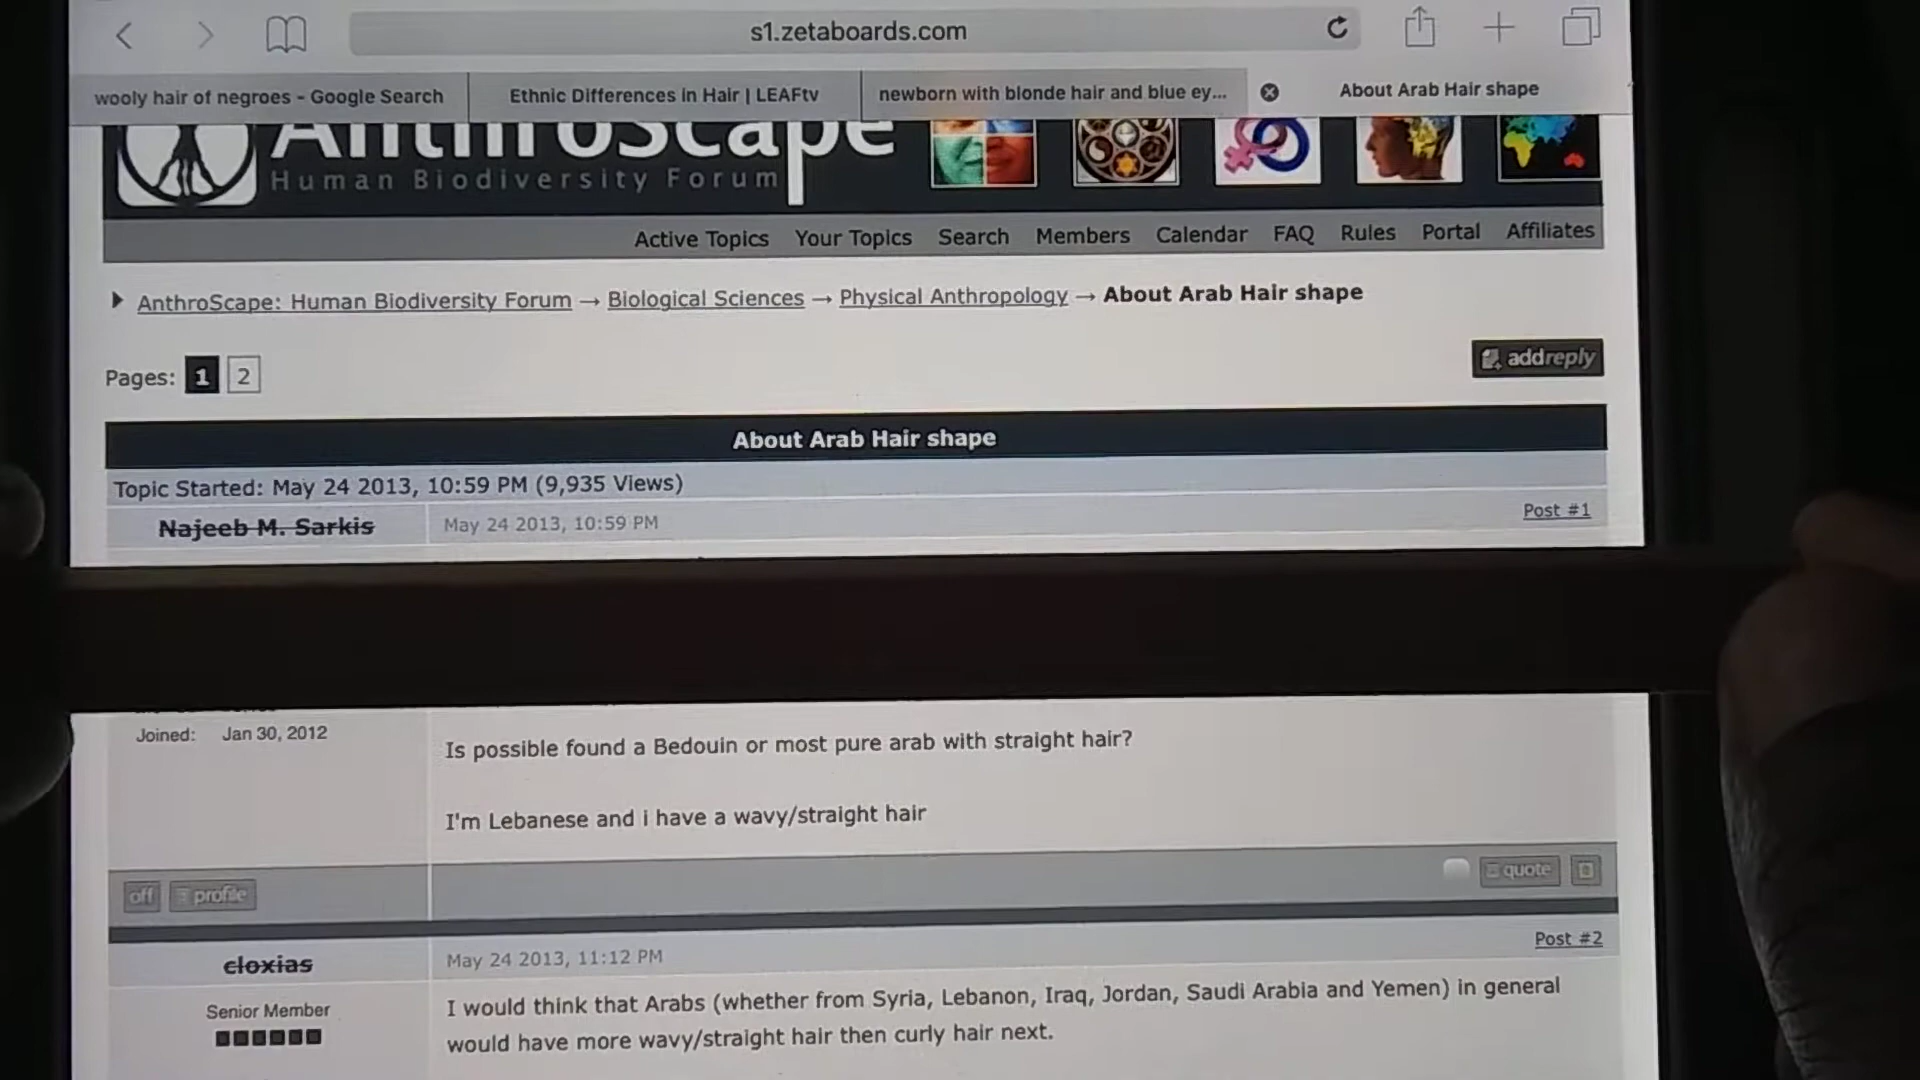 s1.zetaboards.com
wooly hair of negroes - Google Search
Ethnic Differences in Hair | LEAFtv
newborn with blonde hair and blue ey...
About Arab Hair shape
AnthroScape
Human Biodiversity Forum
Active Topics Your Topics Search Members Calendar FAQ Rules Portal Affiliates
AnthroScape: Human Biodiversity Forum → Biological Sciences → Physical Anthropology → About Arab Hair shape
Pages: 1 2
addreply
About Arab Hair shape
Topic Started: May 24 2013, 10:59 PM (9,935 Views)
Najeeb M. Sarkis May 24 2013, 10:59 PM Post #1
Joined: Jan 30, 2012
Is possible found a Bedouin or most pure arab with straight hair?
I'm Lebanese and i have a wavy/straight hair
off profile quote
cloxias May 24 2013, 11:12 PM Post #2
Senior Member
I would think that Arabs (whether from Syria, Lebanon, Iraq, Jordan, Saudi Arabia and Yemen) in general
would have more wavy/straight hair then curly hair next.